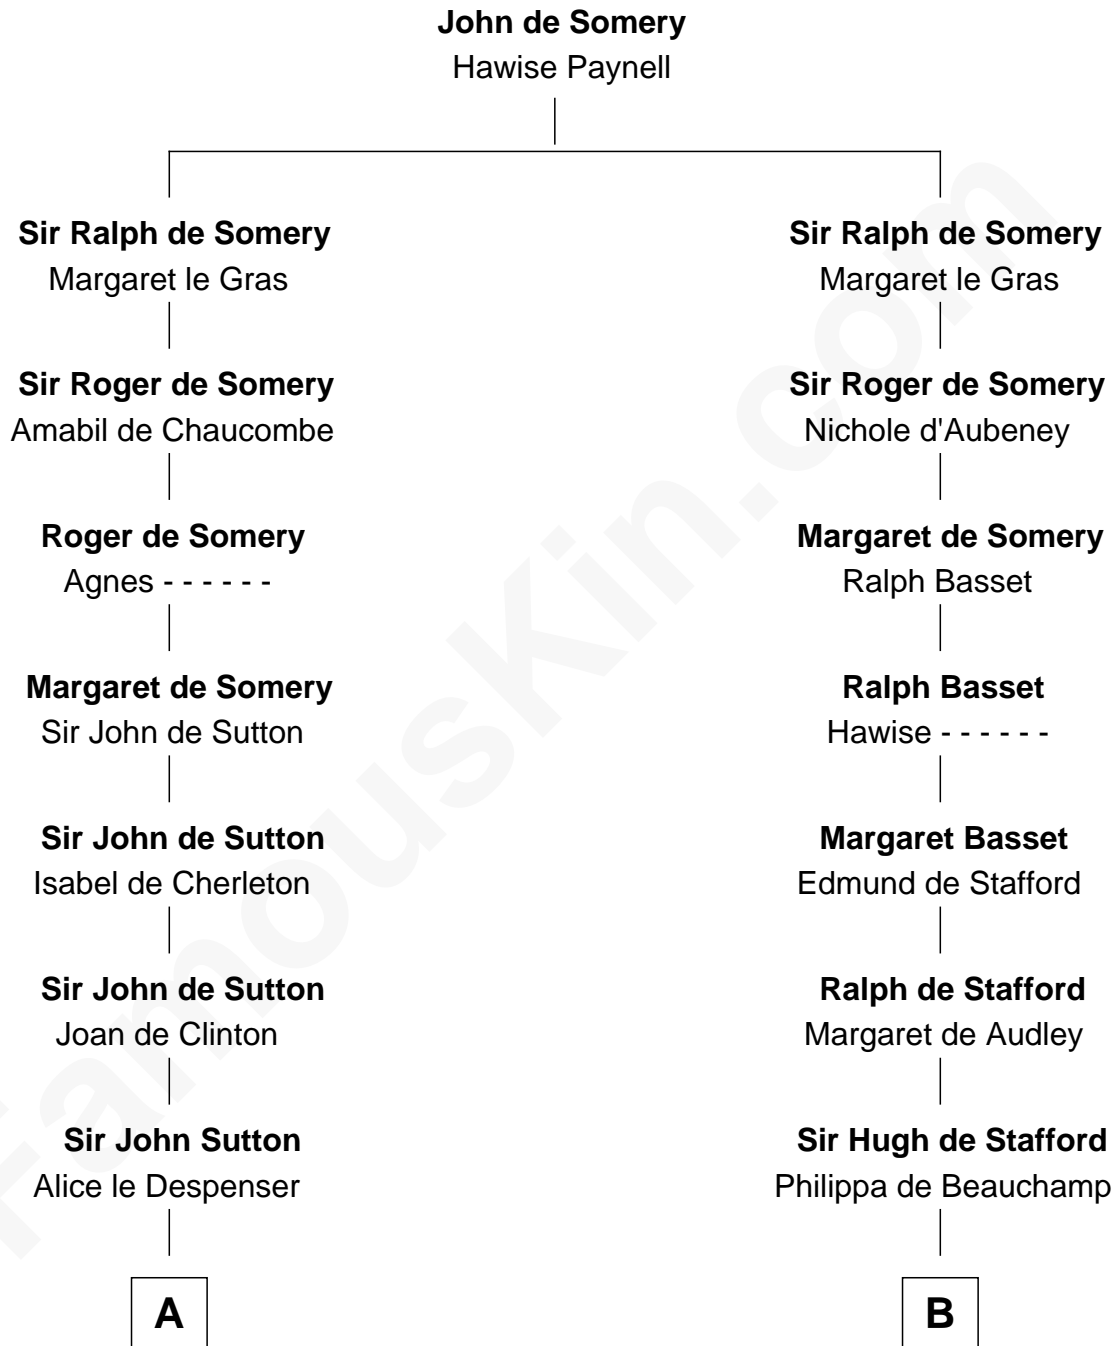 John de Somery
Hawise Paynell
Sir Ralph de Somery
Margaret le Gras
Sir Roger de Somery
Amabil de Chaucombe
Roger de Somery
Agnes - - - - - -
Margaret de Somery
Sir John de Sutton
Sir John de Sutton
Isabel de Cherleton
Sir John de Sutton
Joan de Clinton
Sir John Sutton
Alice le Despenser
A
Sir Ralph de Somery
Margaret le Gras
Sir Roger de Somery
Nichole d'Aubeney
Margaret de Somery
Ralph Basset
Ralph Basset
Hawise - - - - - -
Margaret Basset
Edmund de Stafford
Ralph de Stafford
Margaret de Audley
Sir Hugh de Stafford
Philippa de Beauchamp
B
FamousKin.com